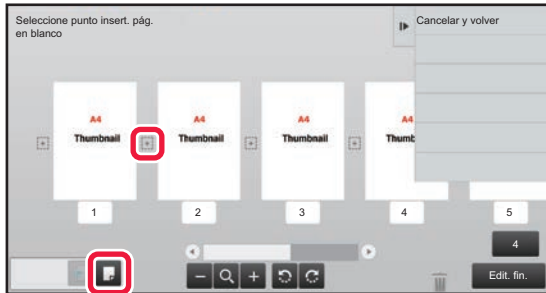 Seleccione punto insert. pág.
en blanco
Cancelar y volver
A4
Thumbnail
A4
Thumbnail
A4
Thumbnail
A4
Thumb
1
2
3
4
5
4
Edit. fin.